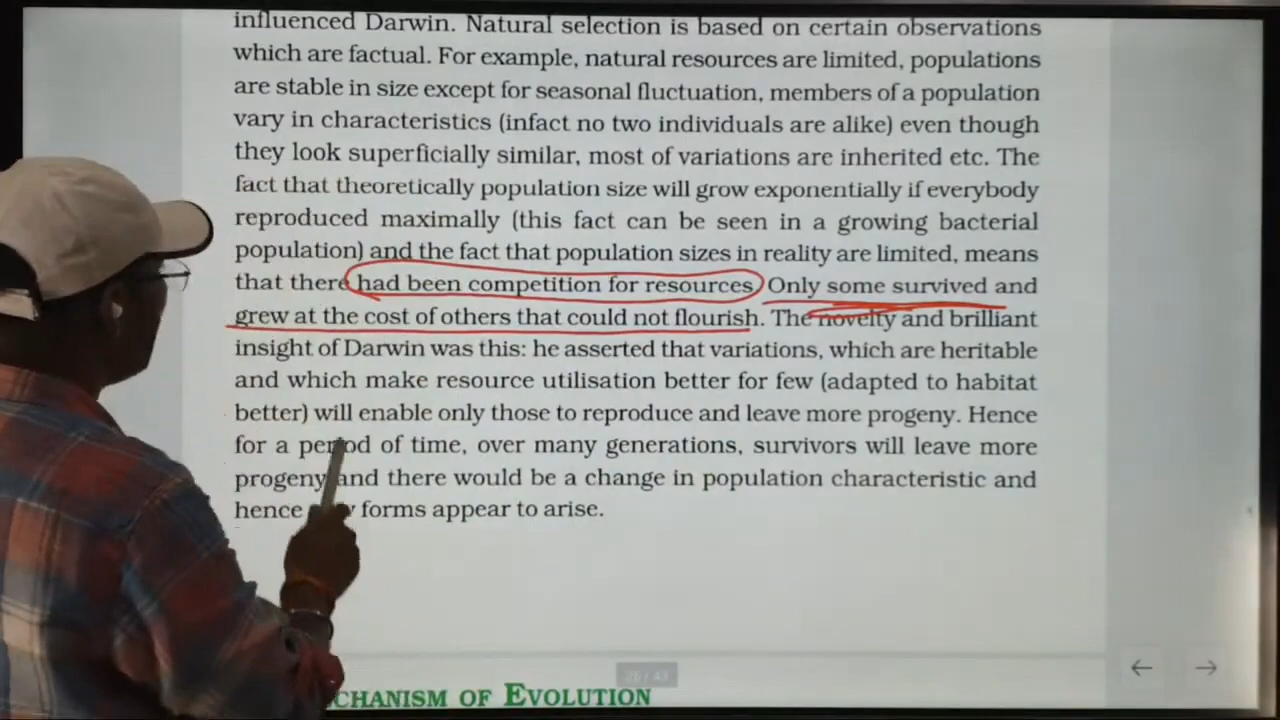 influenced Darwin. Natural selection is based on certain observations
which are factual. For example, natural resources are limited, populations
are stable in size except for seasonal fluctuation, members of a population
vary in characteristics (infact no two individuals are alike) even though
they look superficially similar, most of variations are inherited etc. The
fact that theoretically population size will grow exponentially if everybody
reproduced maximally (this fact can be seen in a growing bacterial
population) and the fact that population sizes in reality are limited, means
that there had been competition for resources Only some survived and
grew at the cost of others that could not flourish. The novelty and brilliant
insight of Darwin was this: he asserted that variations, which are heritable
and which make resource utilisation better for few (adapted to habitat
better) will enable only those to reproduce and leave more progeny. Hence
for a period of time, over many generations, survivors will leave more
progeny and there would be a change in population characteristic and
hence forms appear to arise.
26 / 43
CHANISM OF EVOLUTION